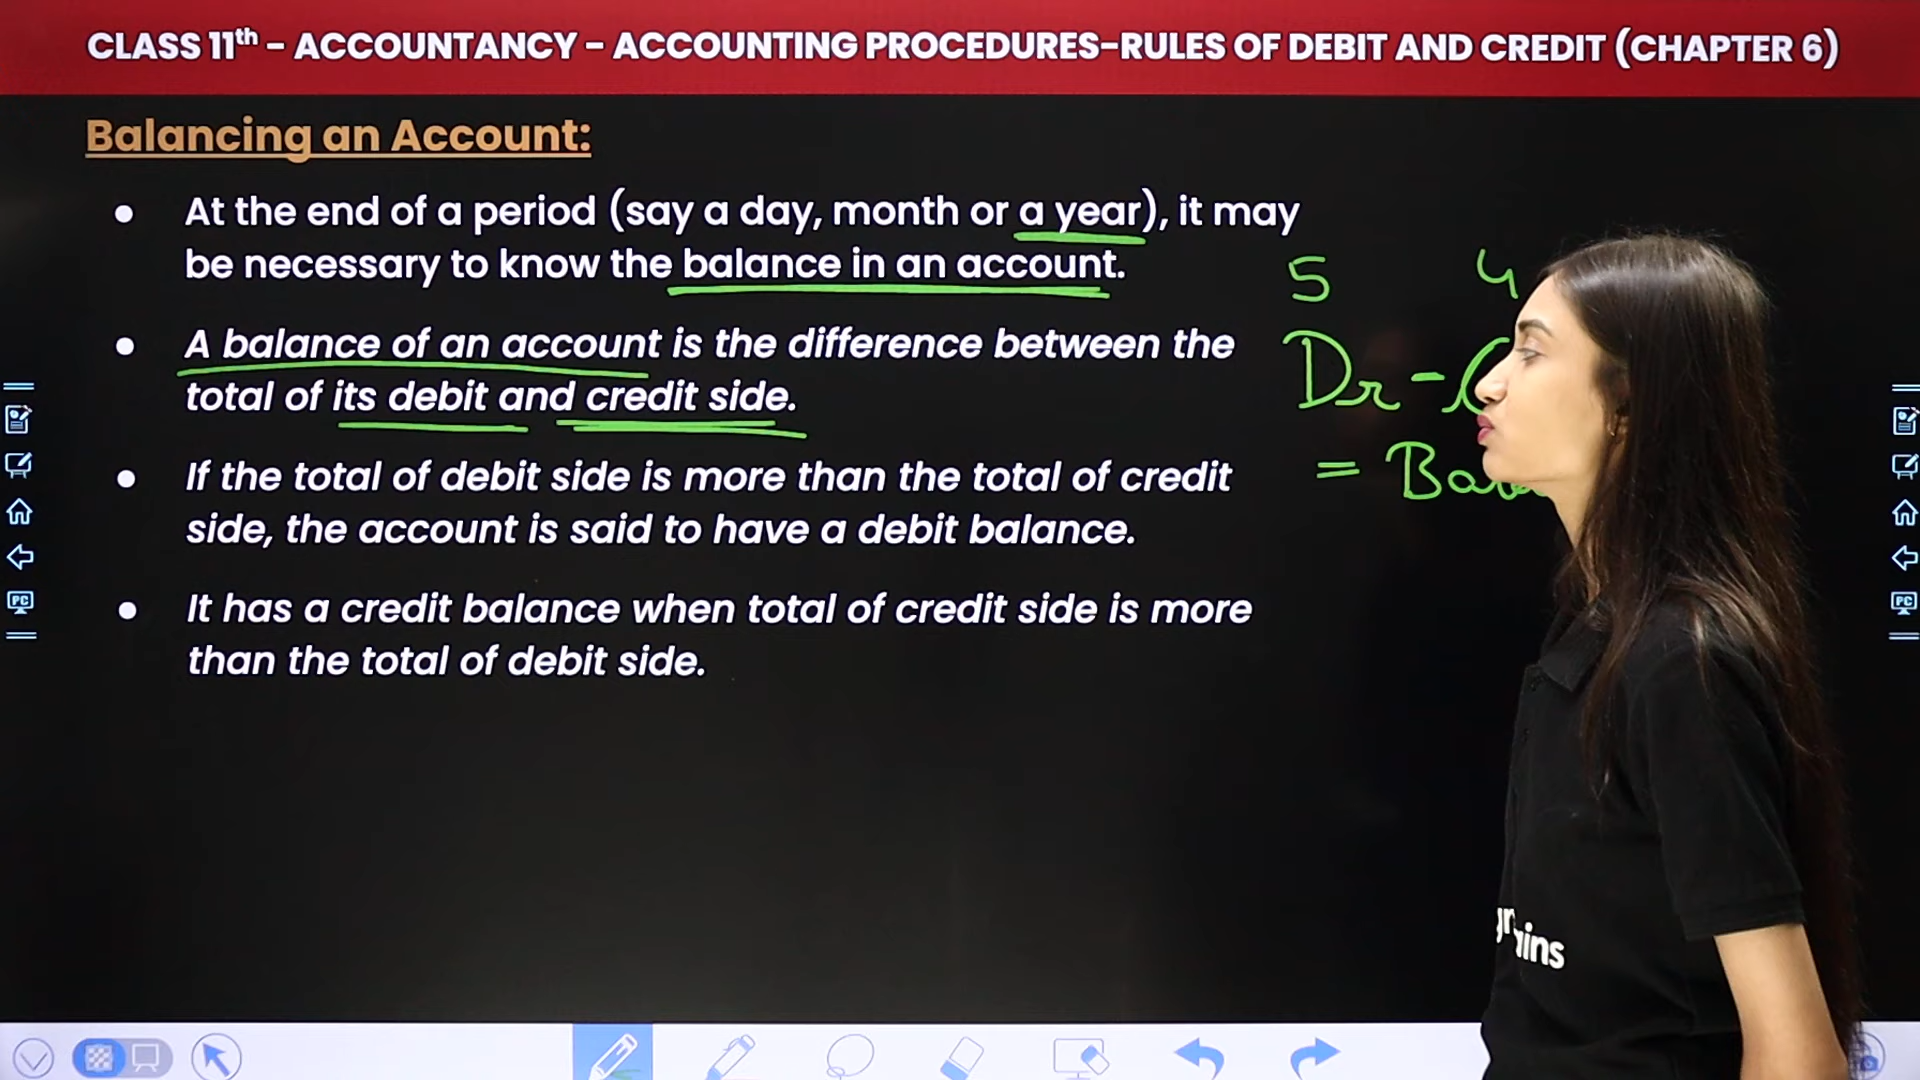 CLASS 11th - ACCOUNTANCY - ACCOUNTING PROCEDURES-RULES OF DEBIT AND CREDIT (CHAPTER 6)
Balancing an Account:
● At the end of a period (say a day, month or a year), it may
be necessary to know the balance in an account.
5 4
● A balance of an account is the difference between the
total of its debit and credit side.
Dr -
● If the total of debit side is more than the total of credit
side, the account is said to have a debit balance.
=
● It has a credit balance when total of credit side is more
than the total of debit side.
PC
PC